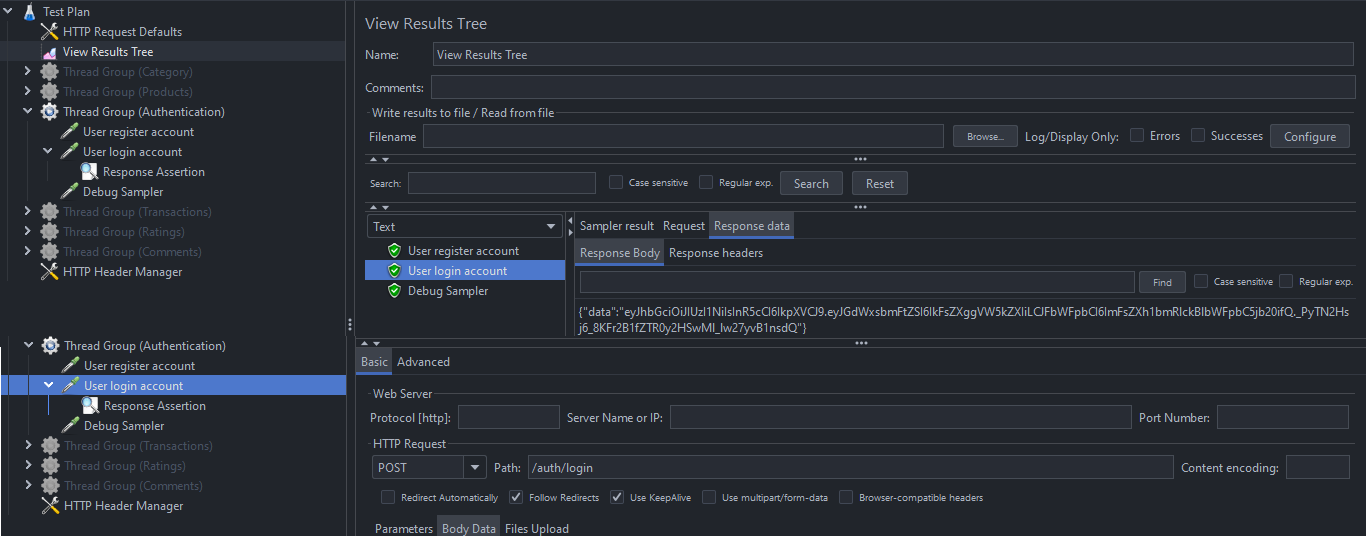 Test Plan
HTTP Request Defaults
View Results Tree
Thread Group (Category)
Thread Group (Products)
Thread Group (Authentication)
User register account
User login account
Response Assertion
Debug Sampler
Thread Group (Transactions)
Thread Group (Ratings)
Thread Group (Comments)
HTTP Header Manager
View Results Tree
Name: View Results Tree
Comments:
Write results to file / Read from file
Filename Browse... Log/Display Only: Errors Successes Configure
Search: Case sensitive Regular exp. Search Reset
Text
User register account
User login account
Debug Sampler
Sampler result Request Response data
Response Body Response headers
Find Case sensitive Regular exp.
Thread Group (Authentication)
User register account
User login account
Response Assertion
Debug Sampler
Thread Group (Transactions)
Thread Group (Ratings)
Thread Group (Comments)
HTTP Header Manager
Basic Advanced
Web Server
Protocol [http]: Server Name or IP: Port Number:
HTTP Request
POST Path: /auth/login Content encoding:
Redirect Automatically Follow Redirects Use KeepAlive Use multipart/form-data Browser-compatible headers
Parameters Body Data Files Upload